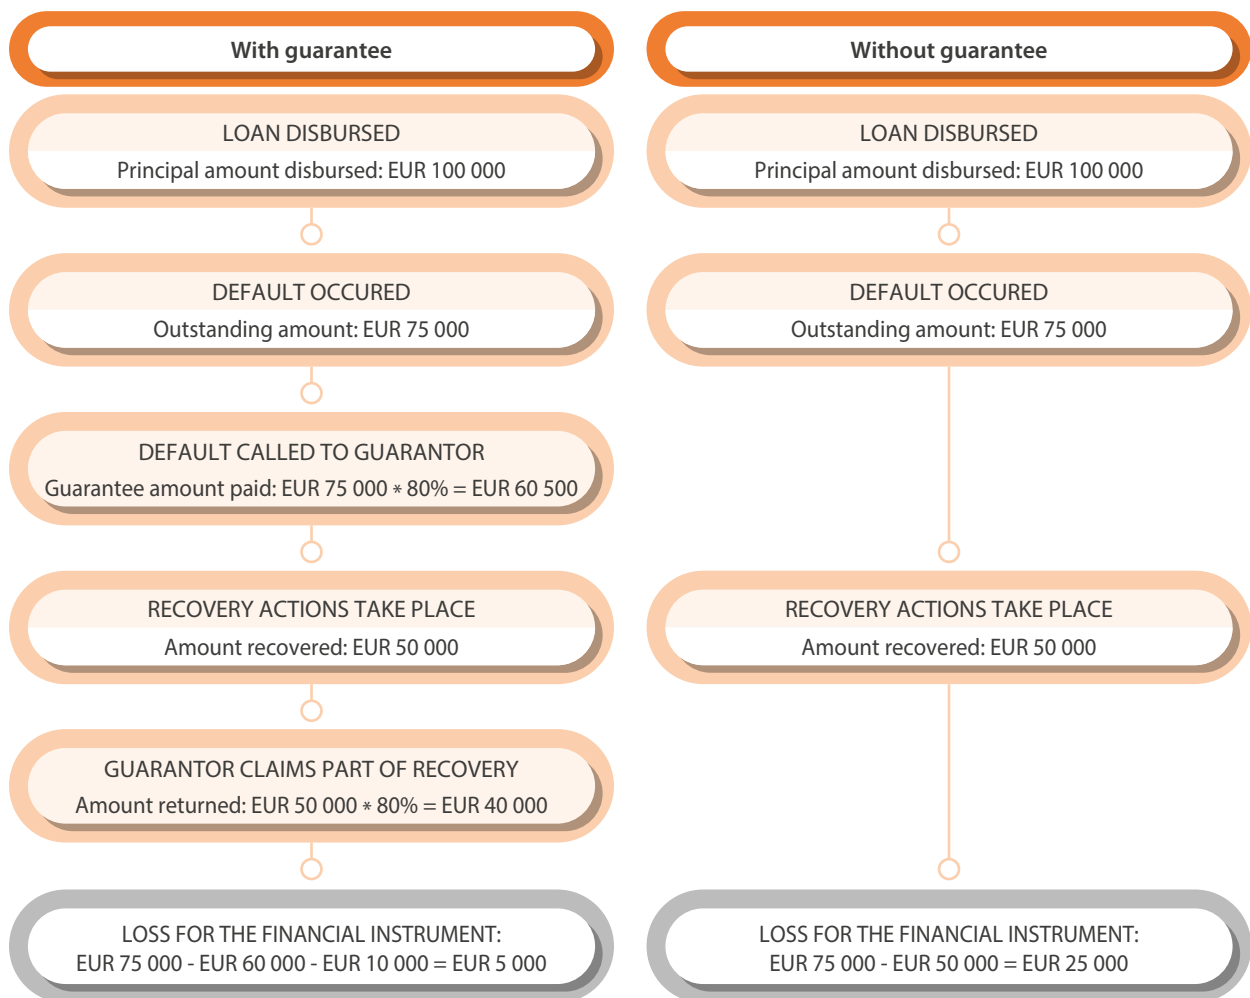 With guarantee
LOAN DISBURSED
Principal amount disbursed: EUR 100 000
DEFAULT OCCURED
Outstanding amount: EUR 75 000
DEFAULT CALLED TO GUARANTOR
Guarantee amount paid: EUR 75 000 * 80% = EUR 60 500
RECOVERY ACTIONS TAKE PLACE
Amount recovered: EUR 50 000
GUARANTOR CLAIMS PART OF RECOVERY
Amount returned: EUR 50 000 * 80% = EUR 40 000
LOSS FOR THE FINANCIAL INSTRUMENT:
EUR 75 000 - EUR 60 000 - EUR 10 000 = EUR 5 000
Without guarantee
LOAN DISBURSED
Principal amount disbursed: EUR 100 000
DEFAULT OCCURED
Outstanding amount: EUR 75 000
RECOVERY ACTIONS TAKE PLACE
Amount recovered: EUR 50 000
LOSS FOR THE FINANCIAL INSTRUMENT:
EUR 75 000 - EUR 50 000 = EUR 25 000